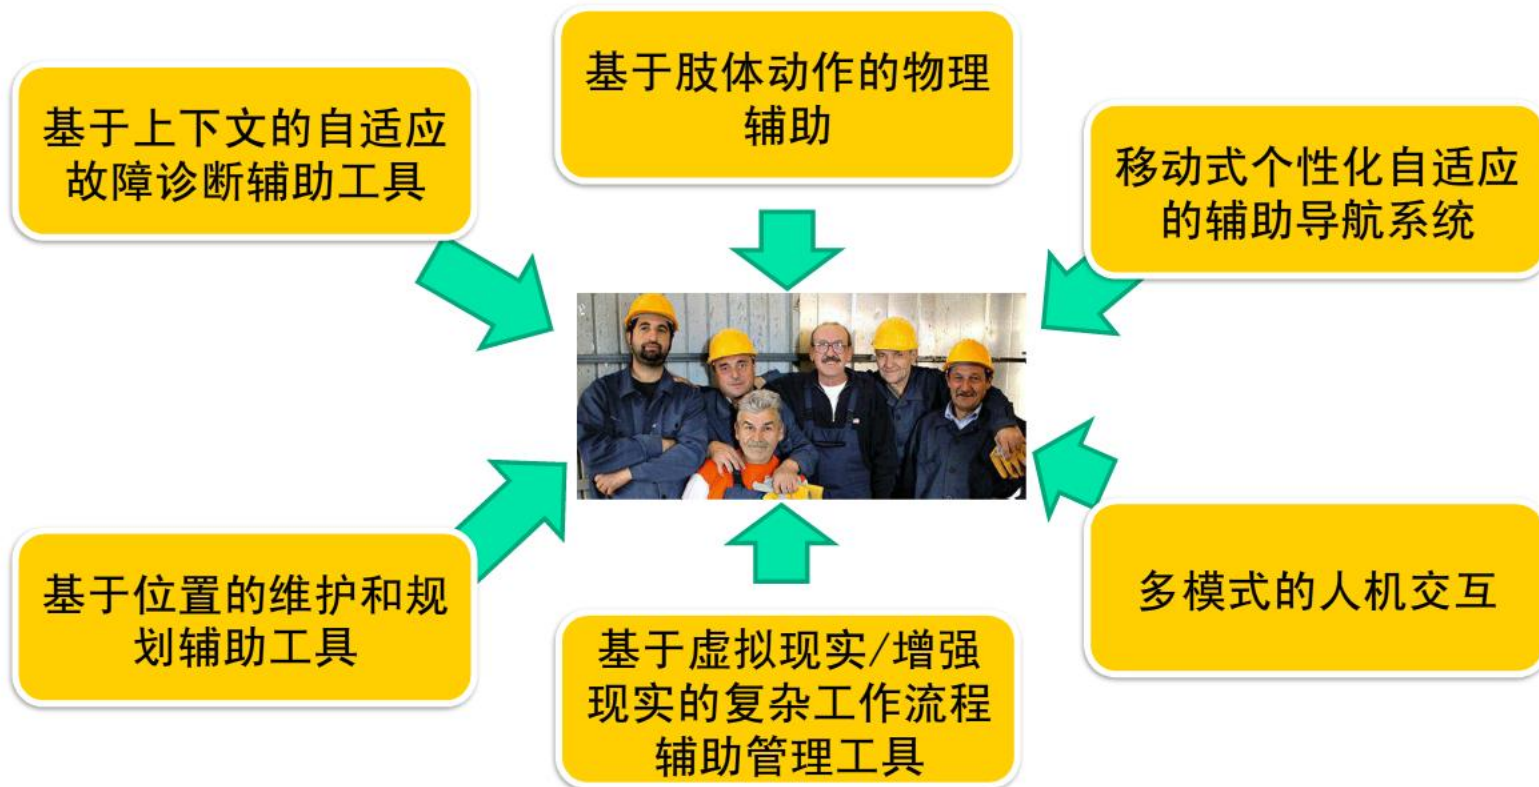 基于肢体动作的物理
辅助
基于上下文的自适应
故障诊断辅助工具
移动式个性化自适应
的辅助导航系统
基于位置的维护和规
划辅助工具
多模式的人机交互
基于虚拟现实/增强
现实的复杂工作流程
辅助管理工具